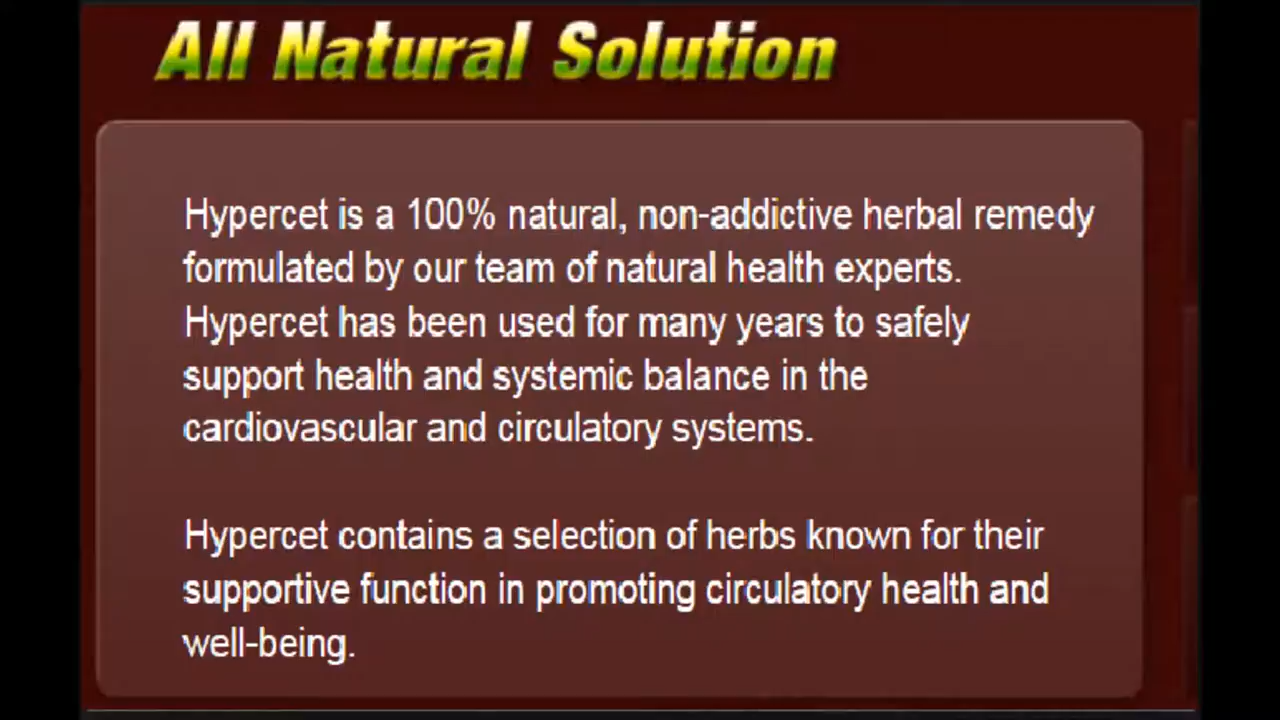 All Natural Solution
Hypercet is a 100% natural, non-addictive herbal remedy
formulated by our team of natural health experts.
Hypercet has been used for many years to safely
support health and systemic balance in the
cardiovascular and circulatory systems.
Hypercet contains a selection of herbs known for their
supportive function in promoting circulatory health and
well-being.